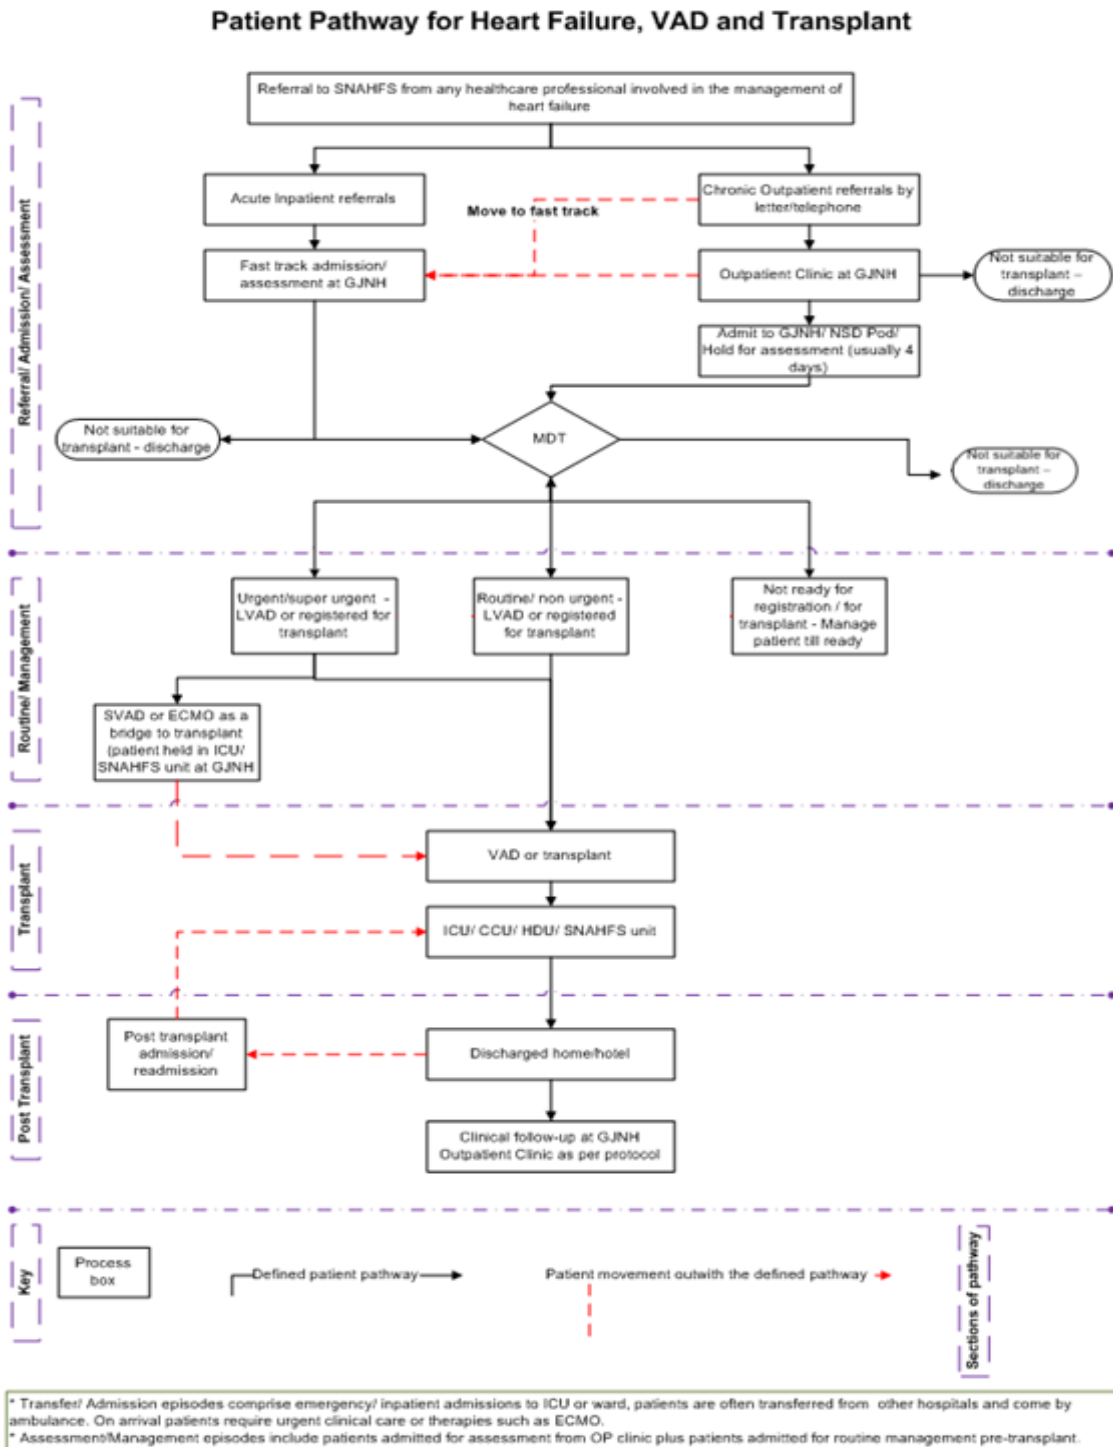 Patient Pathway for Heart Failure, VAD and Transplant
Referral to SNAHFS from any healthcare professional involved in the management of
heart failure
Referral/ Admission/ Assessment
Acute Inpatient referrals
Move to fast track
Chronic Outpatient referrals by
letter/telephone
Fast track admission/
assessment at GJNH
Outpatient Clinic at GJNH
Not suitable for
transplant –
discharge
Admit to GJNH/ NSD Pod/
Hold for assessment (usually 4
days)
Not suitable for
transplant - discharge
MDT
Not suitable for
transplant –
discharge
Routine/ Management
Urgent/super urgent -
LVAD or registered for
transplant
Routine/ non urgent -
LVAD or registered
for transplant
Not ready for
registration / for
transplant - Manage
patient till ready
SVAD or ECMO as a
bridge to transplant
(patient held in ICU/
SNAHFS unit at GJNH
Transplant
VAD or transplant
ICU/ CCU/ HDU/ SNAHFS unit
Post Transplant
Post transplant
admission/
readmission
Discharged home/hotel
Clinical follow-up at GJNH
Outpatient Clinic as per protocol
Key
Process
box
Defined patient pathway
Patient movement outwith the defined pathway
Sections of pathway
* Transfer/ Admission episodes comprise emergency/ inpatient admissions to ICU or ward, patients are often transferred from other hospitals and come by
ambulance. On arrival patients require urgent clinical care or therapies such as ECMO.
* Assessment/Management episodes include patients admitted for assessment from OP clinic plus patients admitted for routine management pre-transplant.